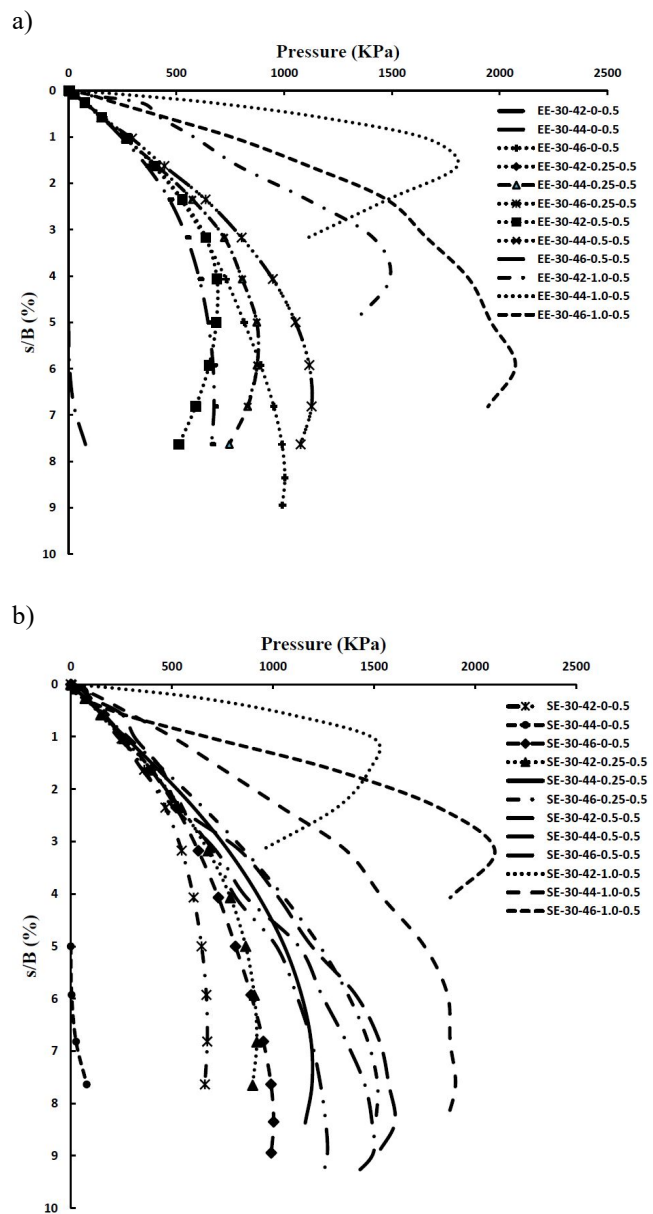 a)
Pressure (KPa)
0 500 1000 1500 2000 2500
0
1
2
3
4
5
6
7
8
9
10
s/B (%)
EE-30-42-0-0.5
EE-30-44-0-0.5
EE-30-46-0-0.5
EE-30-42-0.25-0.5
EE-30-44-0.25-0.5
EE-30-46-0.25-0.5
EE-30-42-0.5-0.5
EE-30-44-0.5-0.5
EE-30-46-0.5-0.5
EE-30-42-1.0-0.5
EE-30-44-1.0-0.5
EE-30-46-1.0-0.5
b)
Pressure (KPa)
0 500 1000 1500 2000 2500
0
1
2
3
4
5
6
7
8
9
10
s/B (%)
SE-30-42-0-0.5
SE-30-44-0-0.5
SE-30-46-0-0.5
SE-30-42-0.25-0.5
SE-30-44-0.25-0.5
SE-30-46-0.25-0.5
SE-30-42-0.5-0.5
SE-30-44-0.5-0.5
SE-30-46-0.5-0.5
SE-30-42-1.0-0.5
SE-30-44-1.0-0.5
SE-30-46-1.0-0.5